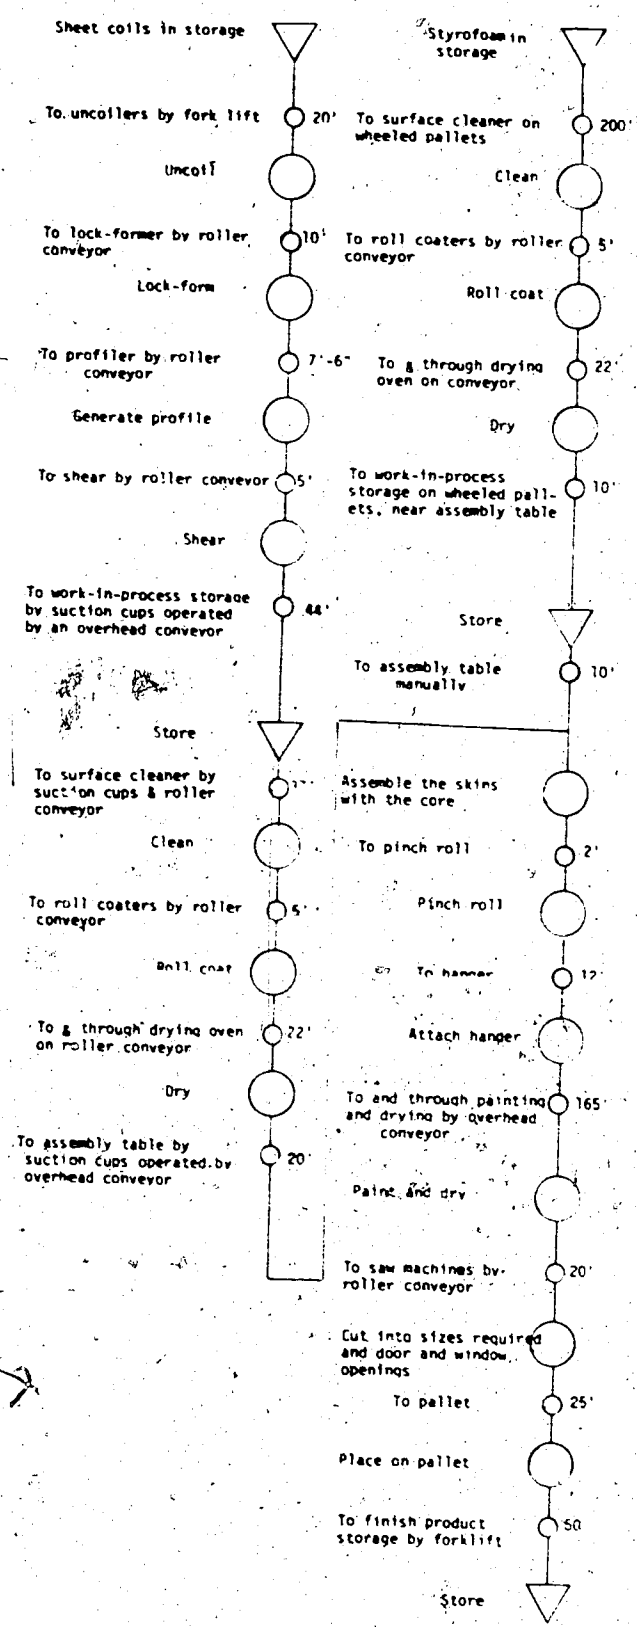 Sheet coils in storage
To uncoilers by fork lift
20'
Uncoil
To lock-former by roller
conveyor
10'
Lock-form
To profiler by roller
conveyor
7'-6"
Generate profile
To shear by roller conveyor
5'
Shear
To work-in-process storage
by suction cups operated
by an overhead conveyor
44'
Store
To surface cleaner by
suction cups & roller
conveyor
Clean
To roll coaters by roller
conveyor
5'
Roll coat
To & through drying oven
on roller conveyor
22'
Dry
To assembly table by
suction cups operated by
overhead conveyor
20'
Styrofoam in
storage
To surface cleaner on
wheeled pallets
200'
Clean
To roll coaters by roller
conveyor
5'
Roll coat
To & through drying
oven on conveyor
22'
Dry
To work-in-process
storage on wheeled pall-
ets, near assembly table
10'
Store
To assembly table
manually
10'
Assemble the skins
with the core
To pinch roll
2'
Pinch roll
To hanger
12'
Attach hanger
To and through painting
and drying by overhead
conveyor
165'
Paint and dry
To saw machines by
roller conveyor
20'
Cut into sizes required
and door and window
openings
To pallet
25'
Place on pallet
To finish product
storage by forklift
50
Store